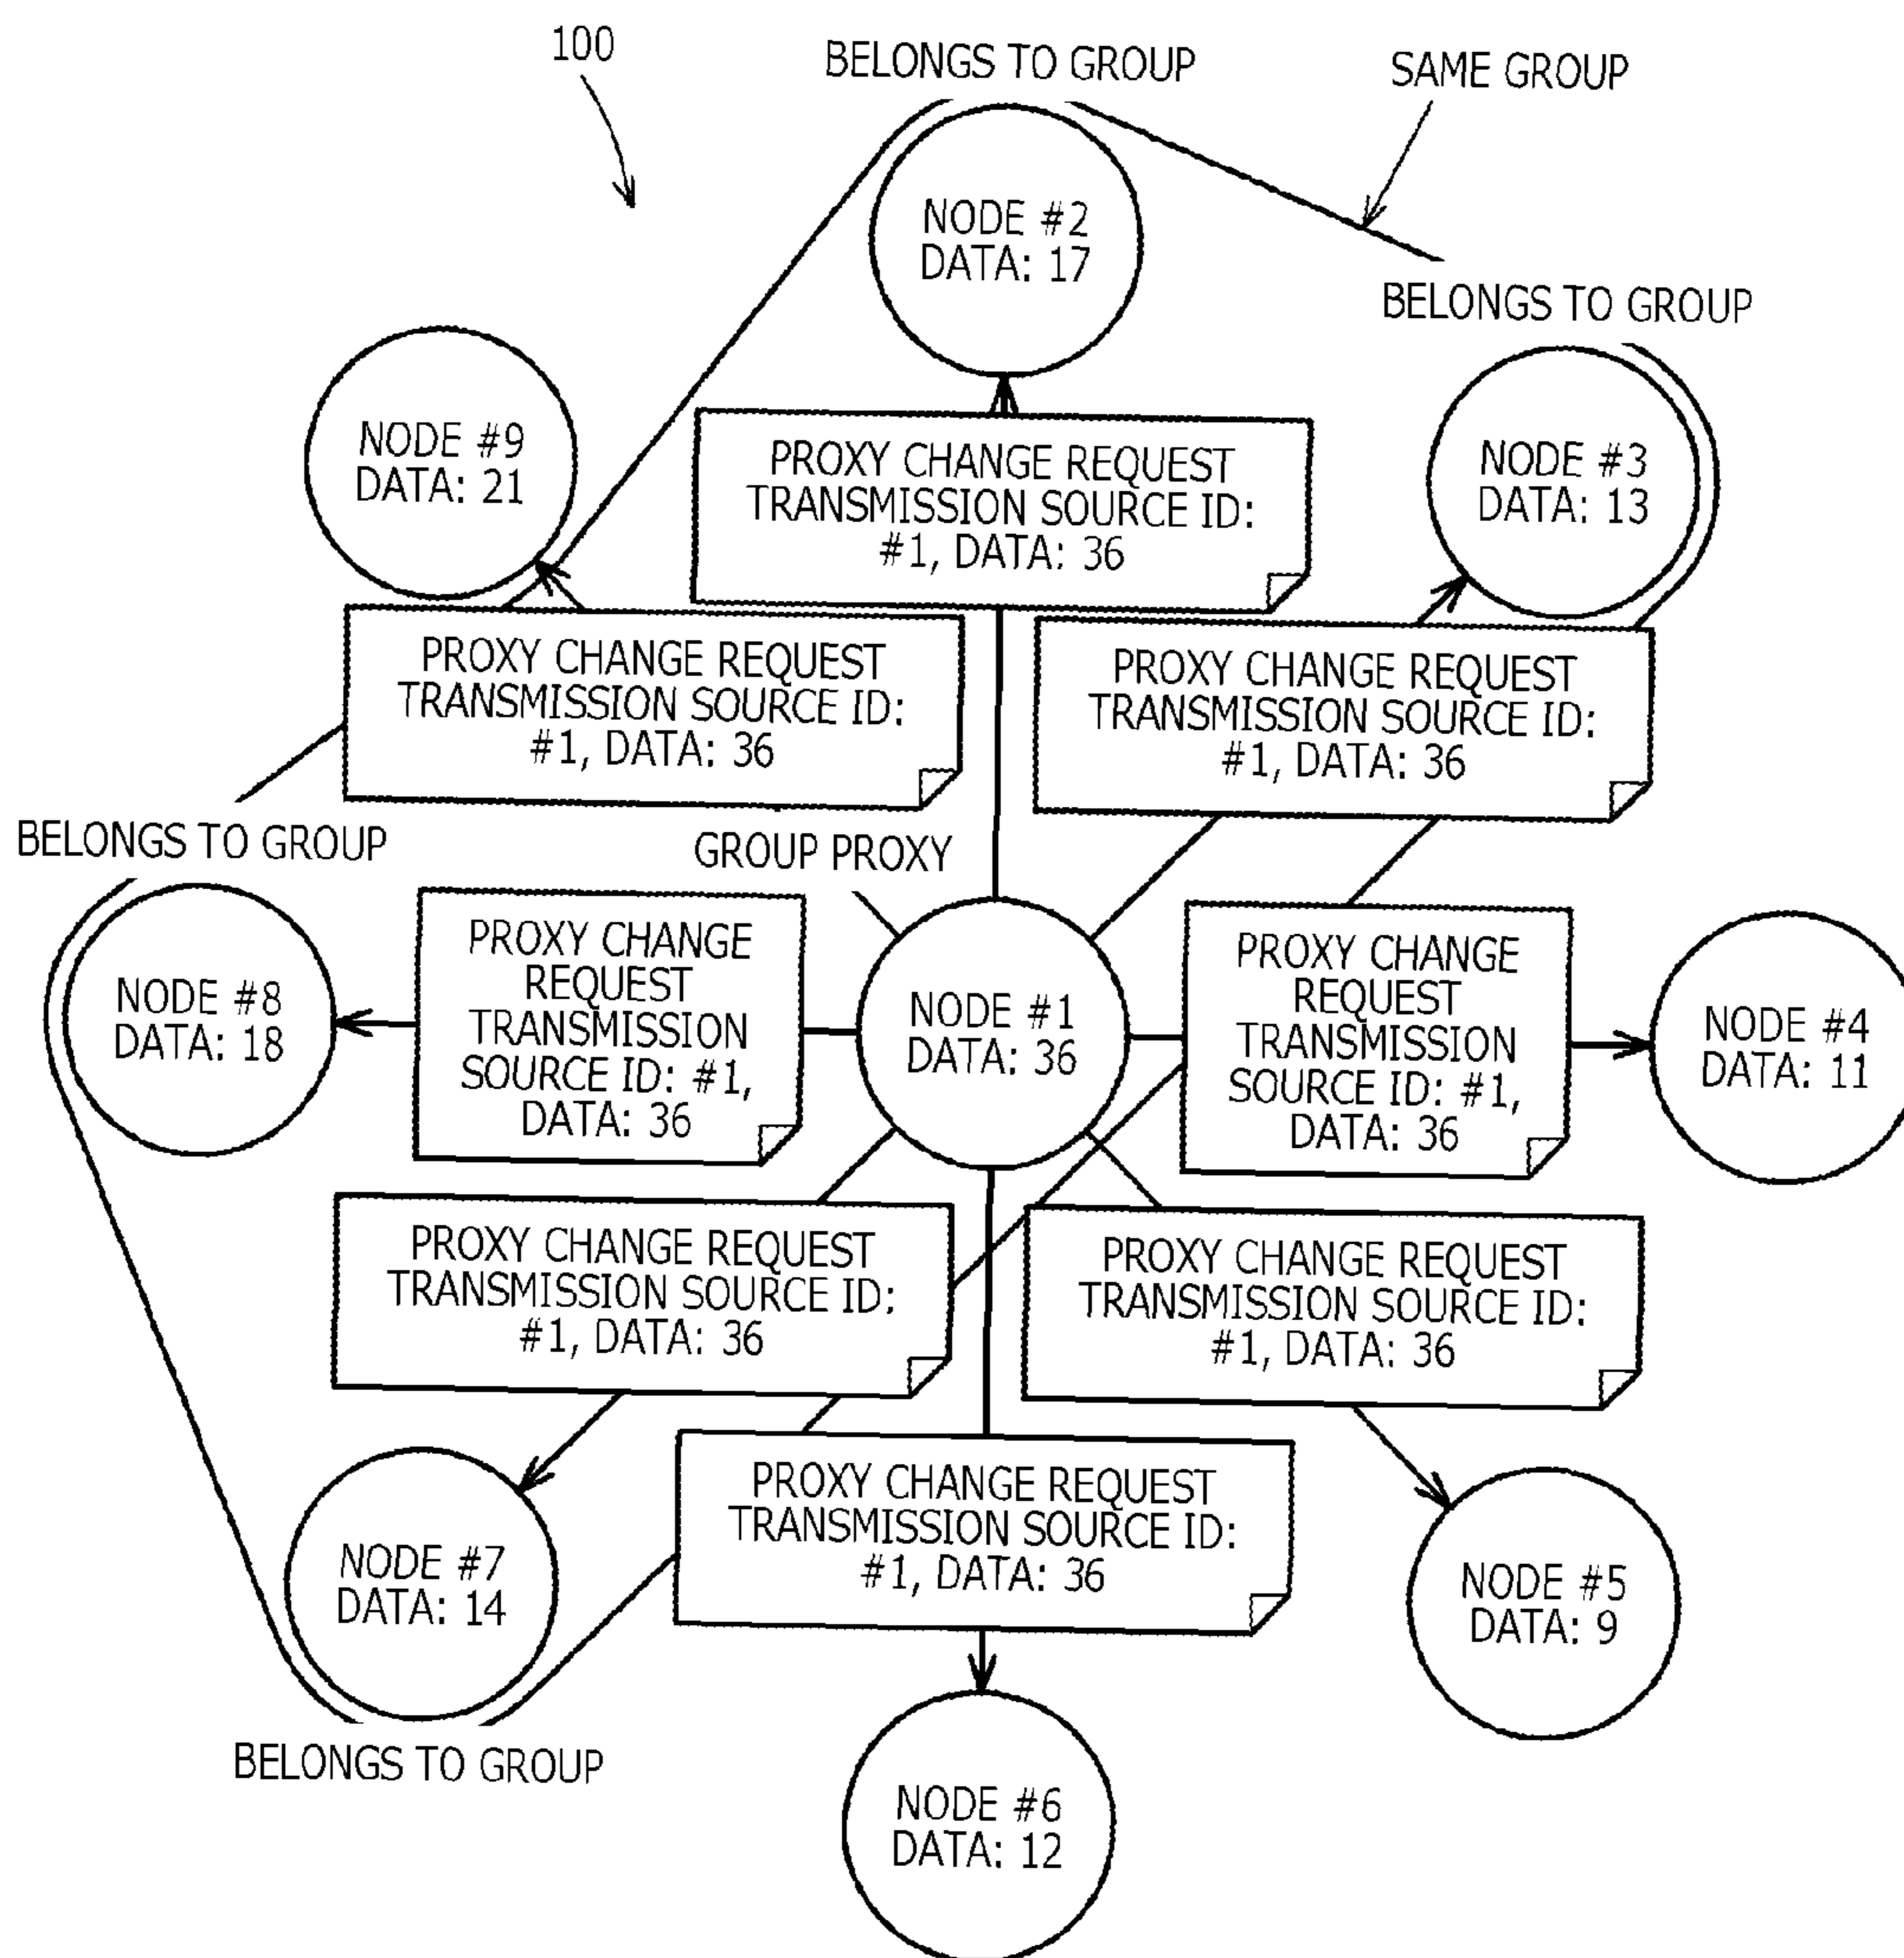 100
BELONGS TO GROUP
SAME GROUP
NODE #2
DATA: 17
BELONGS TO GROUP
NODE #9
DATA: 21
PROXY CHANGE REQUEST
TRANSMISSION SOURCE ID:
#1, DATA: 36
NODE #3
DATA: 13
PROXY CHANGE REQUEST
TRANSMISSION SOURCE ID:
#1, DATA: 36
PROXY CHANGE REQUEST
TRANSMISSION SOURCE ID:
#1, DATA: 36
BELONGS TO GROUP
GROUP PROXY
NODE #8
DATA: 18
PROXY CHANGE
REQUEST
TRANSMISSION
SOURCE ID: #1,
DATA: 36
NODE #1
DATA: 36
PROXY CHANGE
REQUEST
TRANSMISSION
SOURCE ID: #1,
DATA: 36
NODE #4
DATA: 11
PROXY CHANGE REQUEST
TRANSMISSION SOURCE ID:
#1, DATA: 36
PROXY CHANGE REQUEST
TRANSMISSION SOURCE ID:
#1, DATA: 36
NODE #7
DATA: 14
PROXY CHANGE REQUEST
TRANSMISSION SOURCE ID:
#1, DATA: 36
NODE #5
DATA: 9
BELONGS TO GROUP
NODE #6
DATA: 12